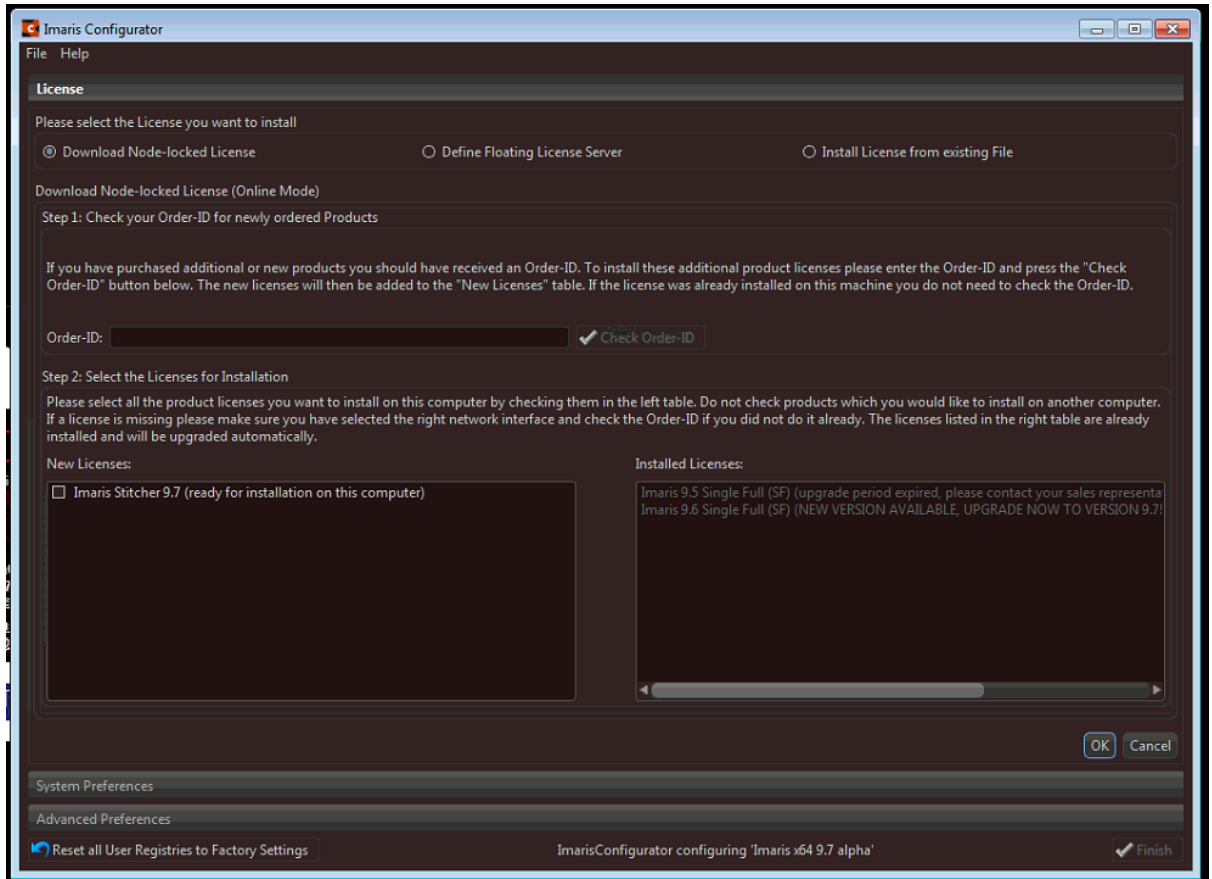 Imaris Configurator
File Help
License
Please select the License you want to install
Download Node-locked License
Define Floating License Server
Install License from existing File
Download Node-locked License (Online Mode)
Step 1: Check your Order-ID for newly ordered Products
If you have purchased additional or new products you should have received an Order-ID. To install these additional product licenses please enter the Order-ID and press the "Check
Order-ID" button below. The new licenses will then be added to the "New Licenses" table. If the license was already installed on this machine you do not need to check the Order-ID.
Order-ID:
Check Order-ID
Step 2: Select the Licenses for Installation
Please select all the product licenses you want to install on this computer by checking them in the left table. Do not check products which you would like to install on another computer.
If a license is missing please make sure you have selected the right network interface and check the Order-ID if you did not do it already. The licenses listed in the right table are already
installed and will be upgraded automatically.
New Licenses:
Imaris Stitcher 9.7 (ready for installation on this computer)
Installed Licenses:
Imaris 9.5 Single Full (SF) (upgrade period expired, please contact your sales representa
Imaris 9.6 Single Full (SF) (NEW VERSION AVAILABLE, UPGRADE NOW TO VERSION 9.7!
OK Cancel
System Preferences
Advanced Preferences
Reset all User Registries to Factory Settings
ImarisConfigurator configuring 'Imaris x64 9.7 alpha'
Finish